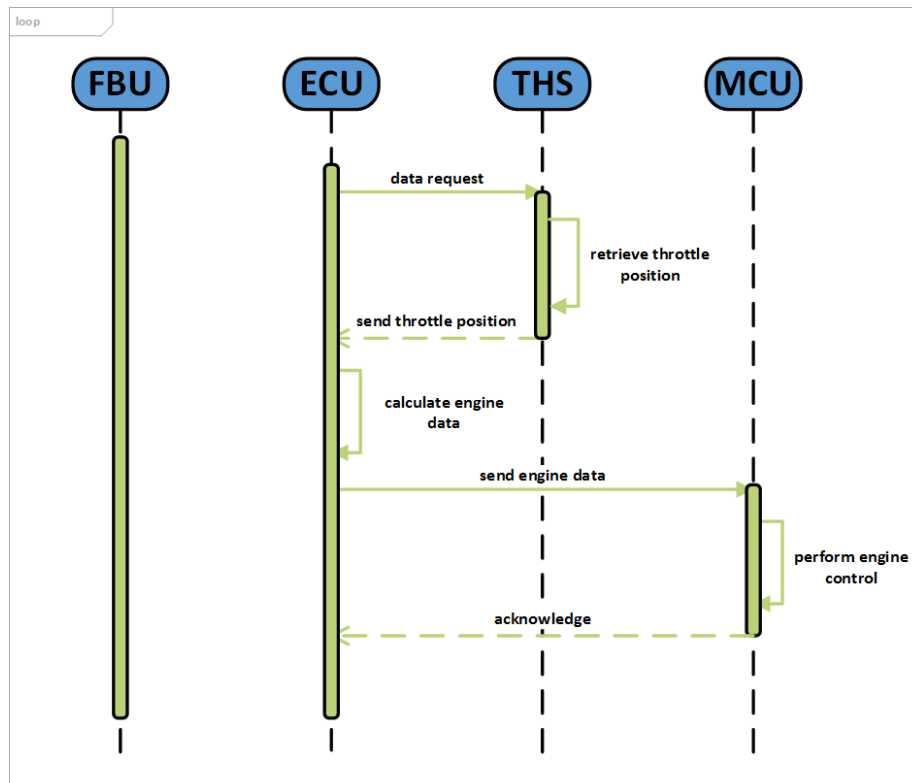 loop
FBU
ECU
THS
MCU
data request
retrieve throttle
position
send throttle position
calculate engine
data
send engine data
perform engine
control
acknowledge